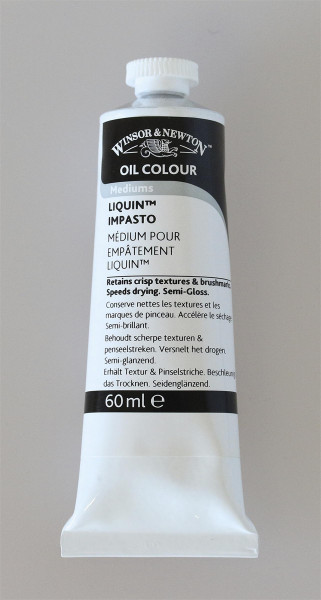 WINSOR & NEWTON™
OIL COLOUR
Mediums
LIQUIN™
IMPASTO
MÉDIUM POUR
EMPÂTEMENT
LIQUIN™
Retains crisp textures & brushmarks.
Speeds drying. Semi-Gloss.
Conserve nettes les textures et les
marques de pinceau. Accélère le séchage.
Semi-brillant.
Behoudt scherpe texturen &
penseelstreken. Versnelt het drogen.
Semi-glanzend.
Erhält Textur & Pinselstriche. Beschleunigt
das Trocknen. Seidenglänzend.
60 ml ℮